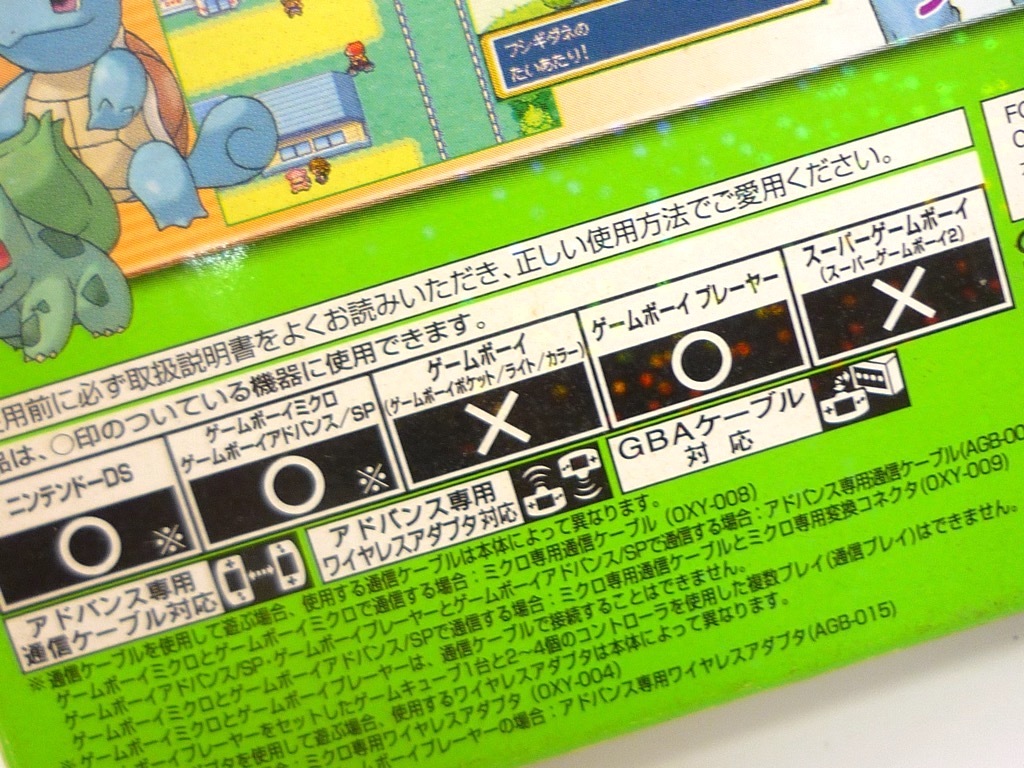 フシギダネの
たいあたり!
用前に必ず取扱説明書をよくお読みいただき、正しい使用方法でご愛用ください。
品は、○印のついている機器に使用できます。
ニンテンドーDS
○ ※
ゲームボーイミクロ
ゲームボーイアドバンス/SP
○ ※
ゲームボーイ
(ゲームボーイポケット/ライト/カラー)
×
ゲームボーイ プレーヤー
○
スーパーゲームボーイ
(スーパーゲームボーイ2)
×
アドバンス専用
通信ケーブル対応
アドバンス専用
ワイヤレスアダプタ対応
GBAケーブル
対応
※通信ケーブルを使用して遊ぶ場合、使用する通信ケーブルは本体によって異なります。
ゲームボーイミクロとゲームボーイミクロで通信する場合:ミクロ専用通信ケーブル (OXY-008)
ゲームボーイアドバンス/SP・ゲームボーイプレーヤーとゲームボーイアドバンス/SPで通信する場合:アドバンス専用通信ケーブル(AGB-00
ゲームボーイミクロとゲームボーイアドバンス/SPで通信する場合:ミクロ専用通信ケーブルとミクロ専用変換コネクタ(OXY-009)
ゲームボーイミクロとゲームボーイプレーヤーは、通信ケーブルで接続することはできません。
ボーイプレーヤーをセットしたゲームキューブ1台と2~4個のコントローラを使用した複数プレイ(通信プレイ)はできません。
アダプタを使用して遊ぶ場合、使用するワイヤレスアダプタは本体によって異なります。
ミクロの場合:ミクロ専用ワイヤレスアダプタ (OXY-004)
ボーイプレーヤーの場合:アドバンス専用ワイヤレスアダプタ(AGB-015)